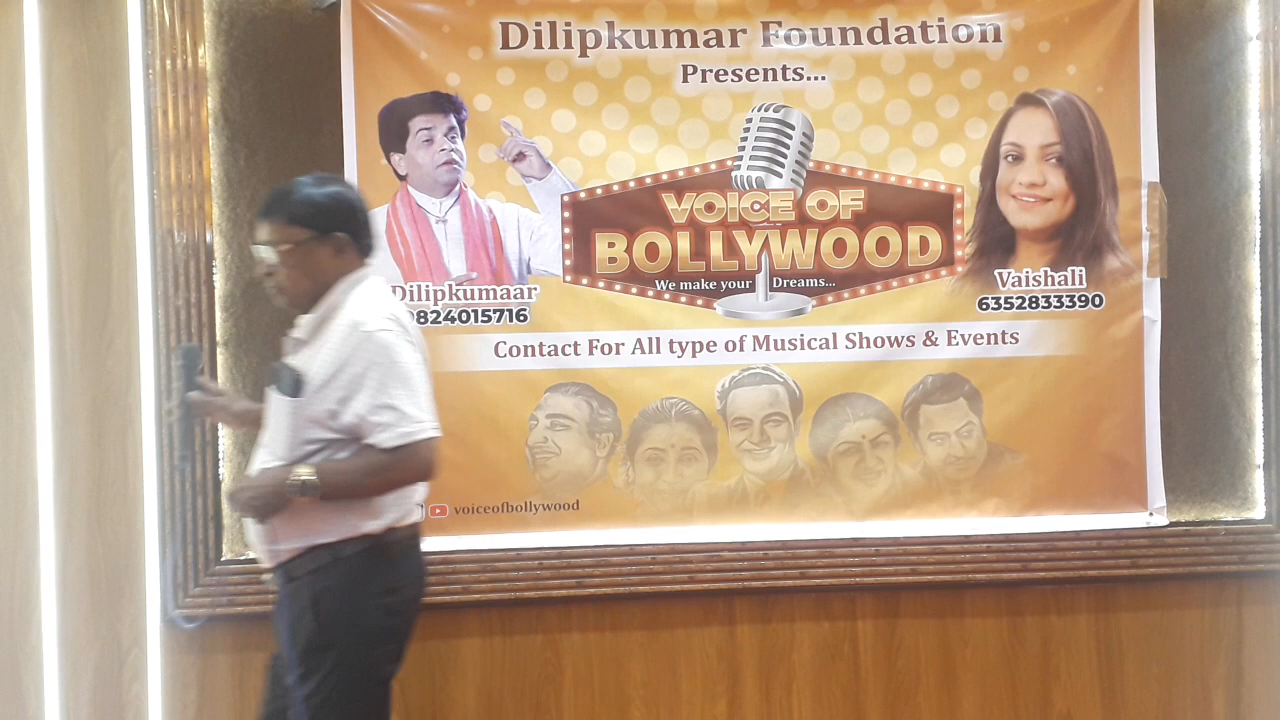 Dilipkumar Foundation
Presents...
VOICE OF
BOLLYWOOD
We make your Dreams...
Dilipkumaar
9824015716
Vaishali
6352833390
Contact For All type of Musical Shows & Events
voiceofbollywood